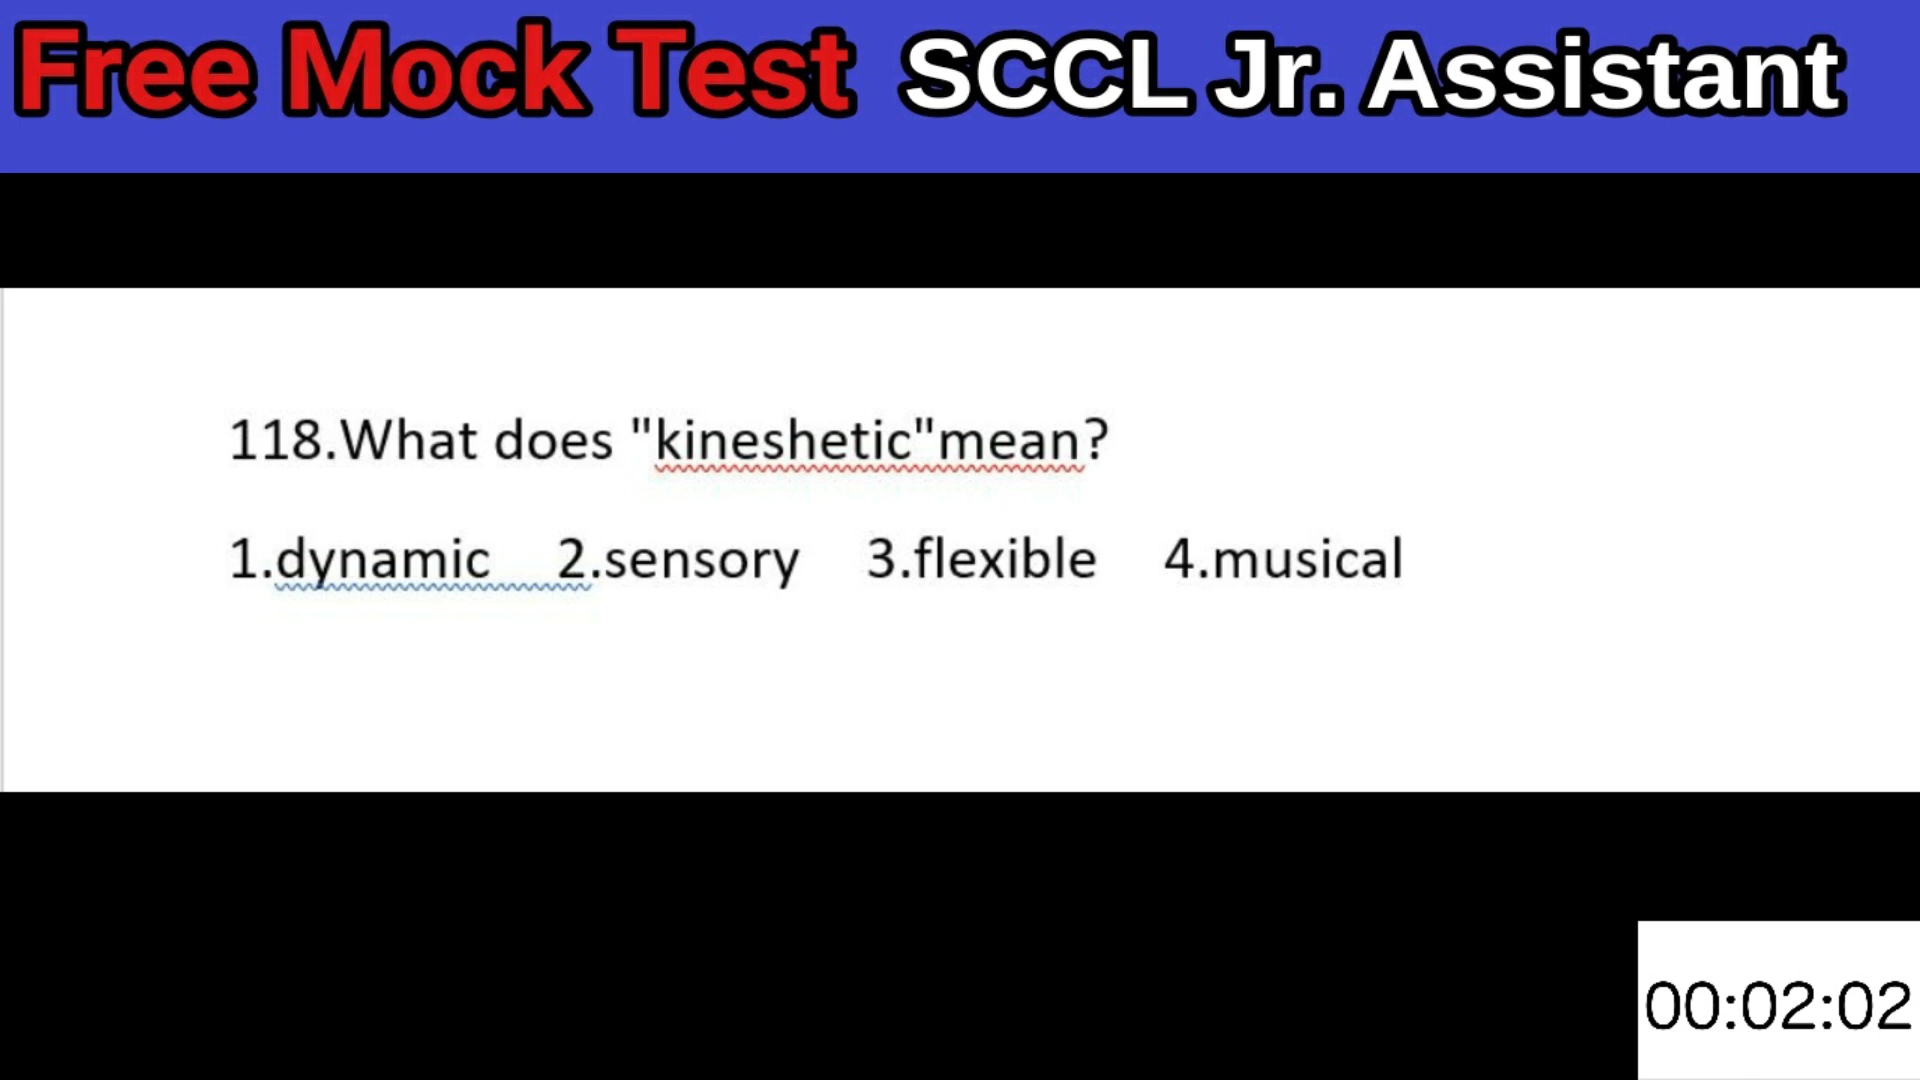 Free Mock Test SCCL Jr. Assistant
118.What does "kineshetic"mean?
1.dynamic 2.sensory 3.flexible 4.musical
00:02:02